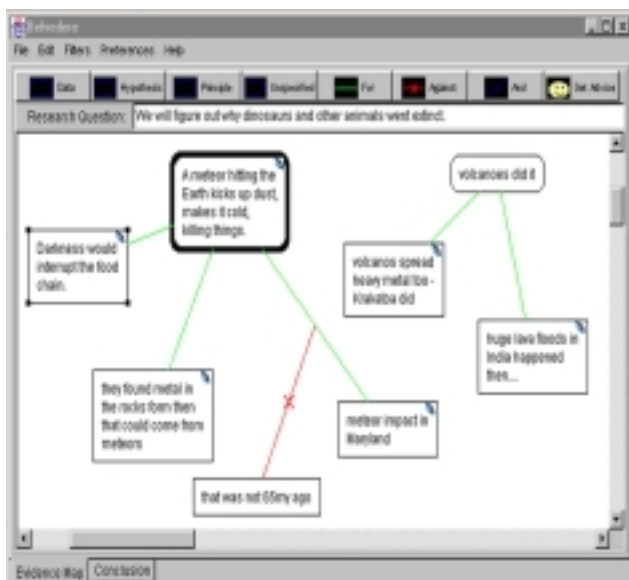 Belvedere
File Edit Filters Preferences Help
Data Hypothesis Principle Unspecified For Against And Get Advice
Research Question: We will figure out why dinosaurs and other animals went extinct.
A meteor hitting the
Earth kicks up dust,
makes it cold,
killing things.
volcanoes did it
Darkness would
interrupt the food
chain.
volcanos spread
heavy metal too -
Krakatoa did
huge lava floods in
India happened
then....
they found metal in
the rocks form then
that could come from
meteors
meteor impact in
Maryland
that was not 65my ago
Evidence Map Conclusion